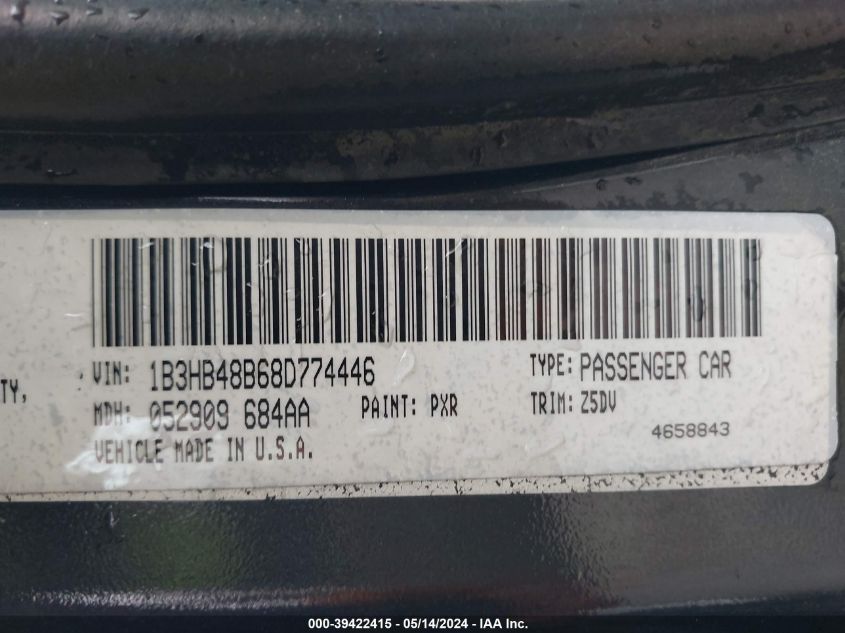 VIN: 1B3HB48B68D774446 TYPE: PASSENGER CAR
TY,
MDH: 052909 684AA PAINT: PXR TRIM: Z5DV
VEHICLE MADE IN U.S.A. 4658843
000-39422415 - 05/14/2024 - IAA Inc.